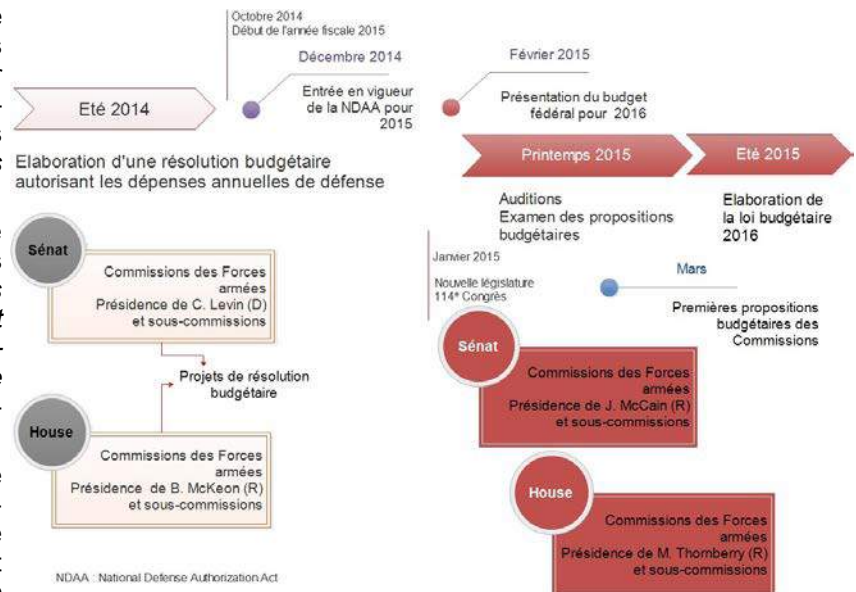 Octobre 2014
Début de l'année fiscale 2015
Décembre 2014
Entrée en vigueur
de la NDAA pour
2015
Février 2015
Présentation du budget
fédéral pour 2016
Eté 2014
Elaboration d'une résolution budgétaire
autorisant les dépenses annuelles de défense
Printemps 2015
Eté 2015
Auditions
Examen des propositions
budgétaires
Elaboration de
la loi budgétaire
2016
Janvier 2015
Nouvelle législature
114e Congrès
Mars
Premières propositions
budgétaires des
Commissions
Sénat
Commissions des Forces
armées
Présidence de C. Levin (D)
et sous-commissions
Projets de résolution
budgétaire
House
Commissions des Forces
armées
Présidence de B. McKeon (R)
et sous-commissions
Sénat
Commissions des Forces
armées
Présidence de J. McCain (R)
et sous-commissions
House
Commissions des Forces
armées
Présidence de M. Thornberry (R)
et sous-commissions
NDAA : National Defense Authorization Act